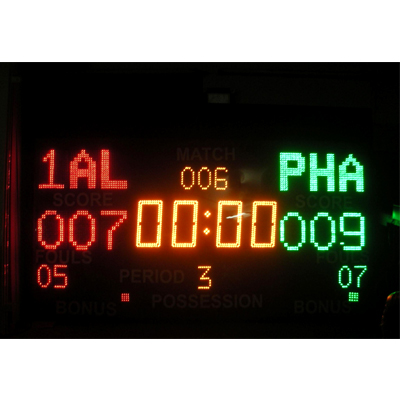 MATCH
1AL 006 PHA
SCORE SCORE
007 00:00 009
FOULS FOULS
05 PERIOD 3 07
BONUS POSSESSION BONUS